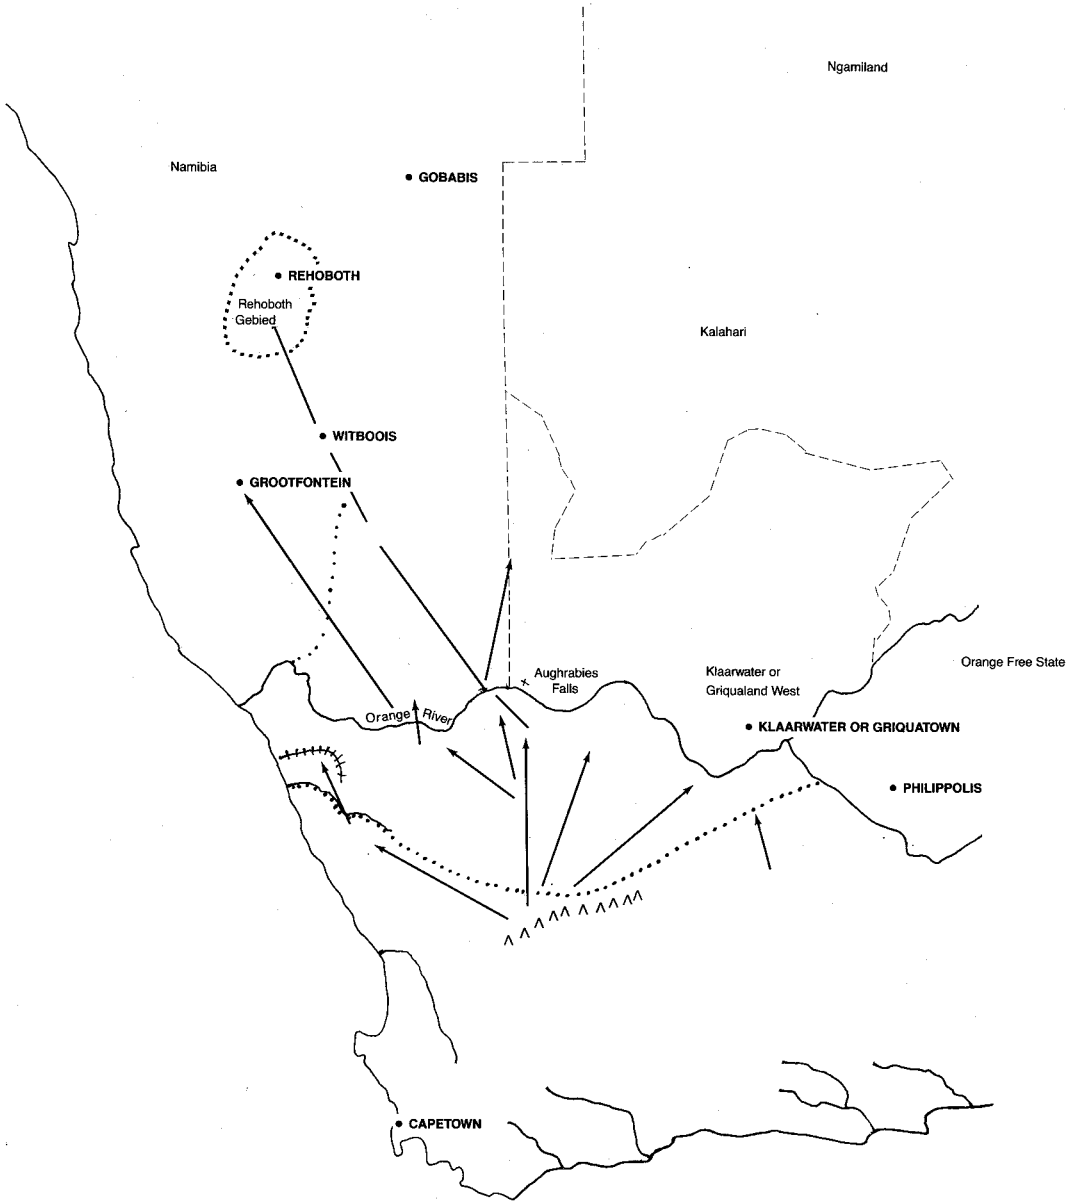 Ngamiland
Namibia
GOBABIS
REHOBOTH
Rehoboth
Gebied
Kalahari
WITBOOIS
GROOTFONTEIN
Aughrabies
Falls
Klaarwater or
Griqualand West
Orange Free State
Orange River
KLAARWATER OR GRIQUATOWN
PHILIPPOLIS
CAPETOWN